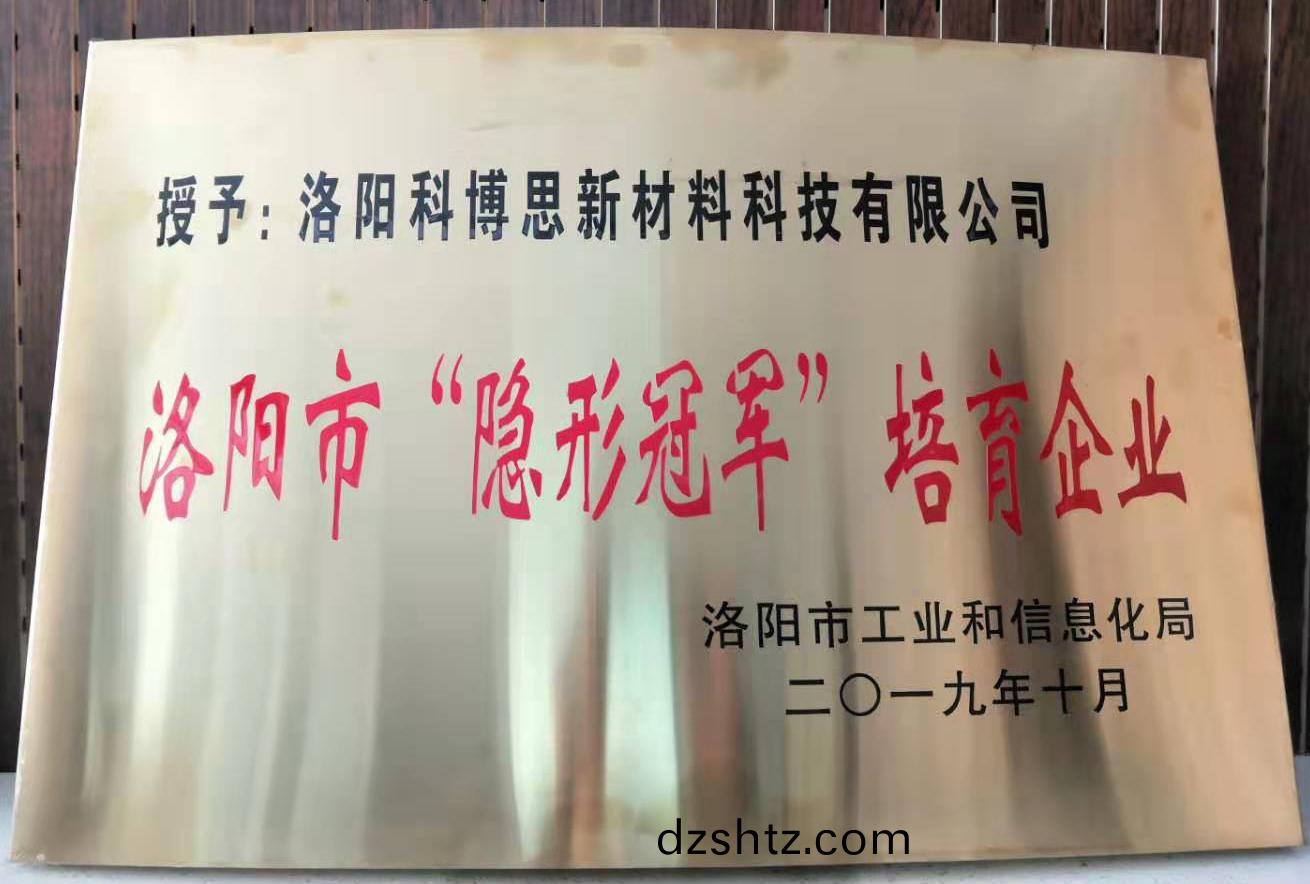 授予：洛阳科博思新材料科技有限公司
洛阳市“隐形冠军”培育企业
洛阳市工业和信息化局
二〇一九年十月
dzshtz.com